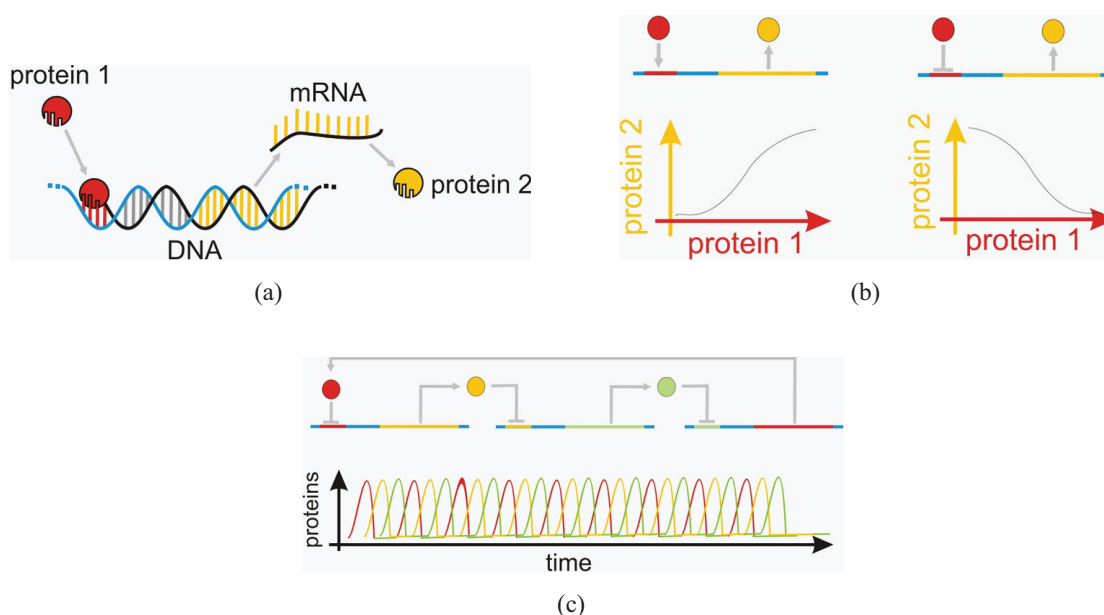 protein 1
mRNA
protein 2
DNA
(a)
protein 2
protein 1
protein 2
protein 1
(b)
proteins
time
(c)